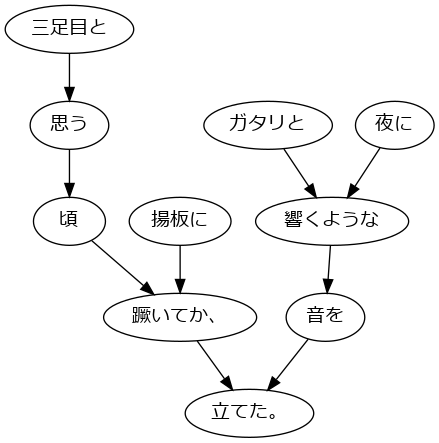 三足目と
思う
ガタリと
夜に
頃
揚板に
響くような
蹶いてか、
音を
立てた。